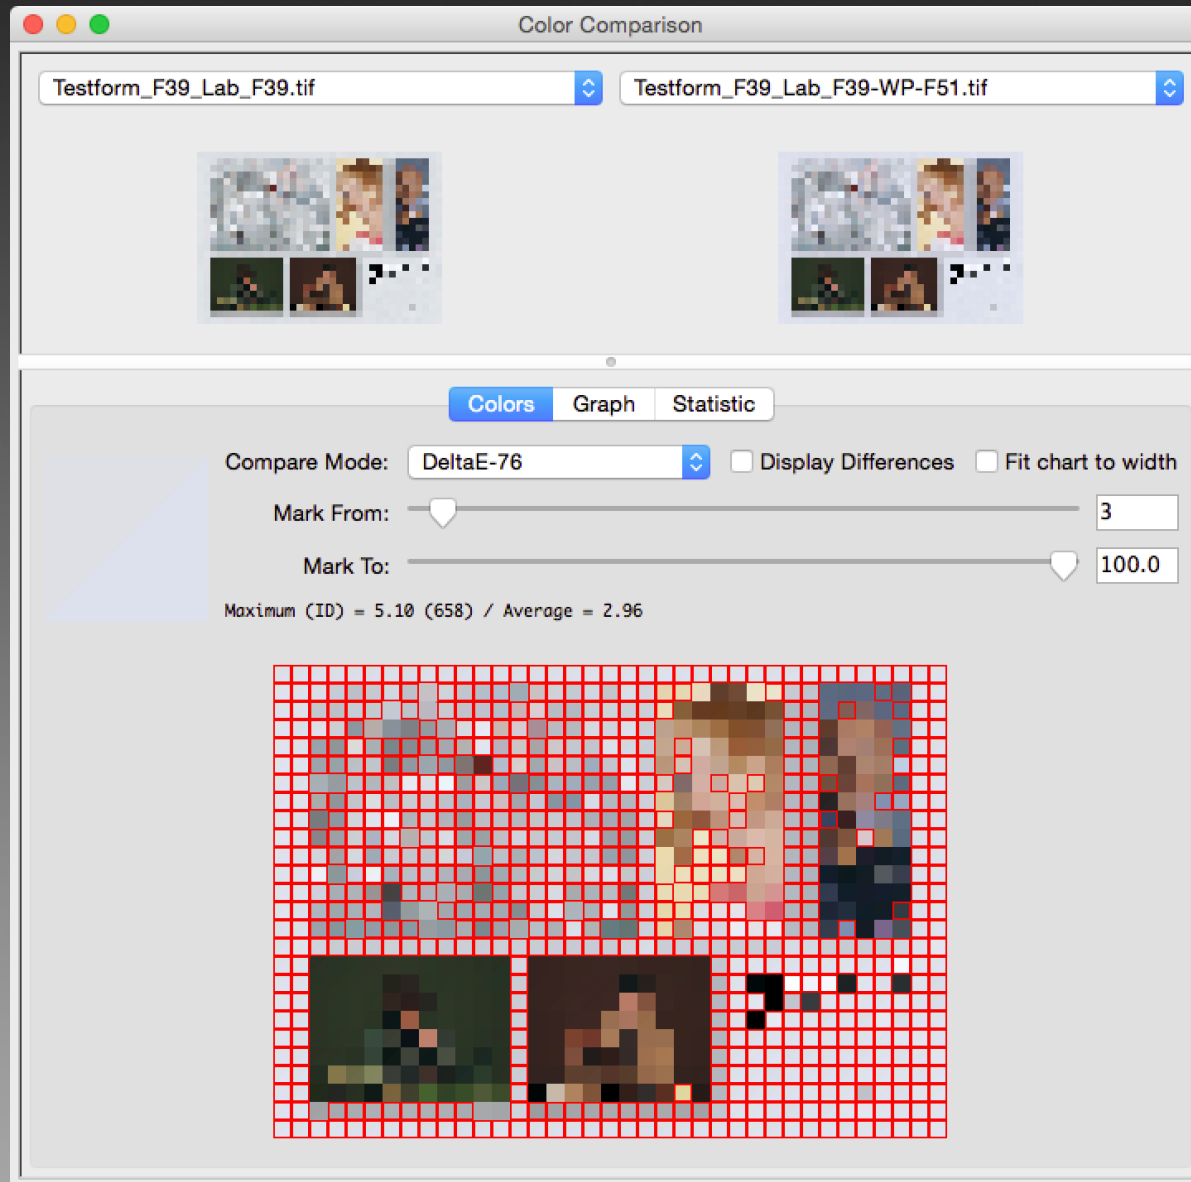 Color Comparison
Testform_F39_Lab_F39.tif
Testform_F39_Lab_F39-WP-F51.tif
Colors Graph Statistic
Compare Mode: DeltaE-76 Display Differences Fit chart to width
Mark From: 3
Mark To: 100.0
Maximum (ID) = 5.10 (658) / Average = 2.96